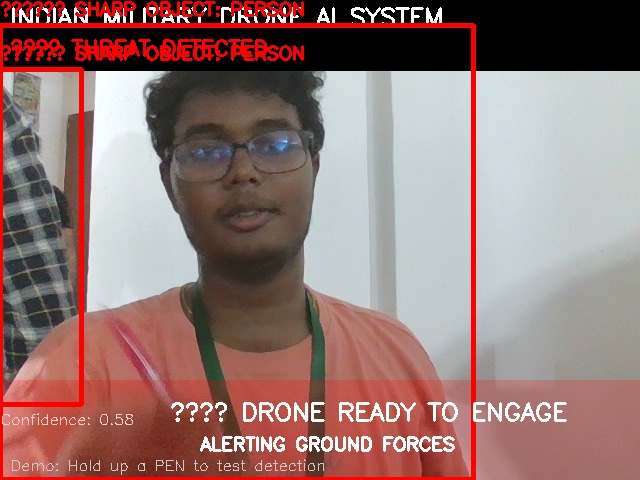 ?????? SHARP OBJECT: PERSON
INDIAN MILITARY DRONE AI SYSTEM
???? THREAT DETECTED
?????? SHARP OBJECT: PERSON
Confidence: 0.58
???? DRONE READY TO ENGAGE
ALERTING GROUND FORCES
Demo: Hold up a PEN to test detection